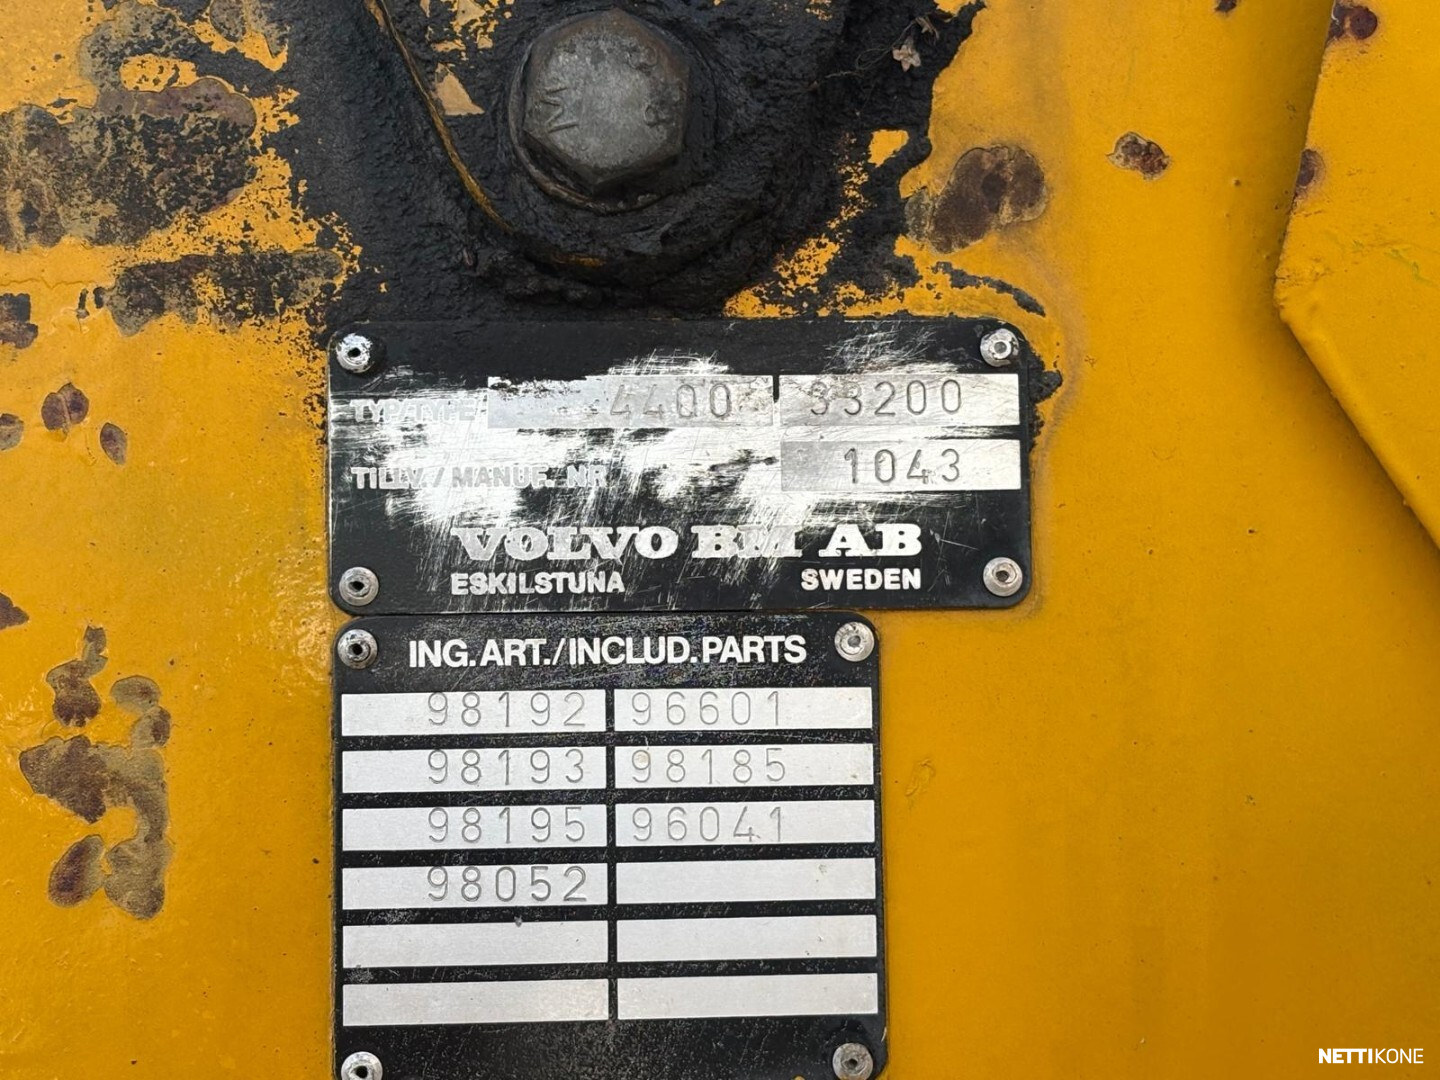 TYP/TYPE 4400 33200
TILLV./MANUF. NR 1043
VOLVO BM AB
ESKILSTUNA SWEDEN
ING. ART./INCLUD. PARTS
98192 96601
98193 98185
98195 96041
98052
NETTIKONE